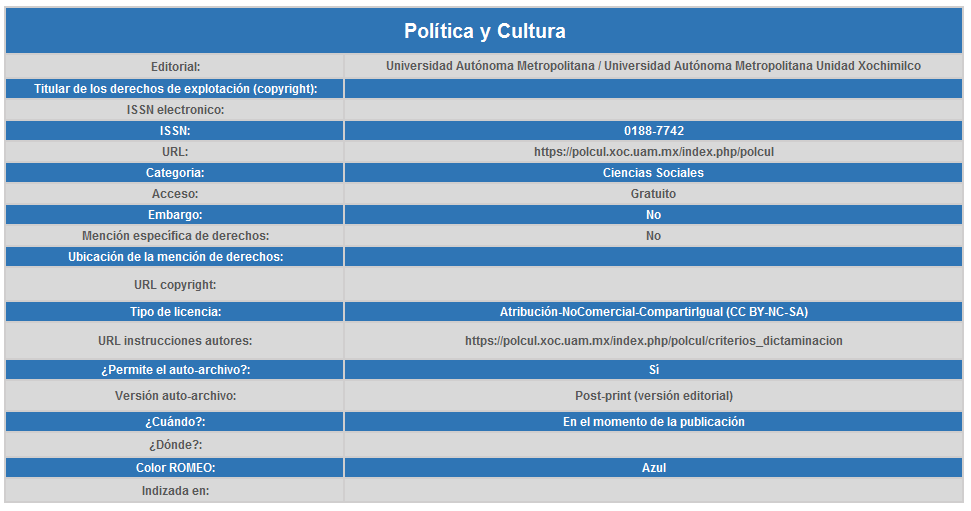 Política y Cultura
Editorial: Universidad Autónoma Metropolitana / Universidad Autónoma Metropolitana Unidad Xochimilco
Titular de los derechos de explotación (copyright):
ISSN electronico:
ISSN: 0188-7742
URL: https://polcul.xoc.uam.mx/index.php/polcul
Categoria: Ciencias Sociales
Acceso: Gratuito
Embargo: No
Mención específica de derechos: No
Ubicación de la mención de derechos:
URL copyright:
Tipo de licencia: Atribución-NoComercial-CompartirIgual (CC BY-NC-SA)
URL instrucciones autores: https://polcul.xoc.uam.mx/index.php/polcul/criterios_dictaminacion
¿Permite el auto-archivo?: Sí
Versión auto-archivo: Post-print (versión editorial)
¿Cuándo?: En el momento de la publicación
¿Dónde?:
Color ROMEO: Azul
Indizada en: